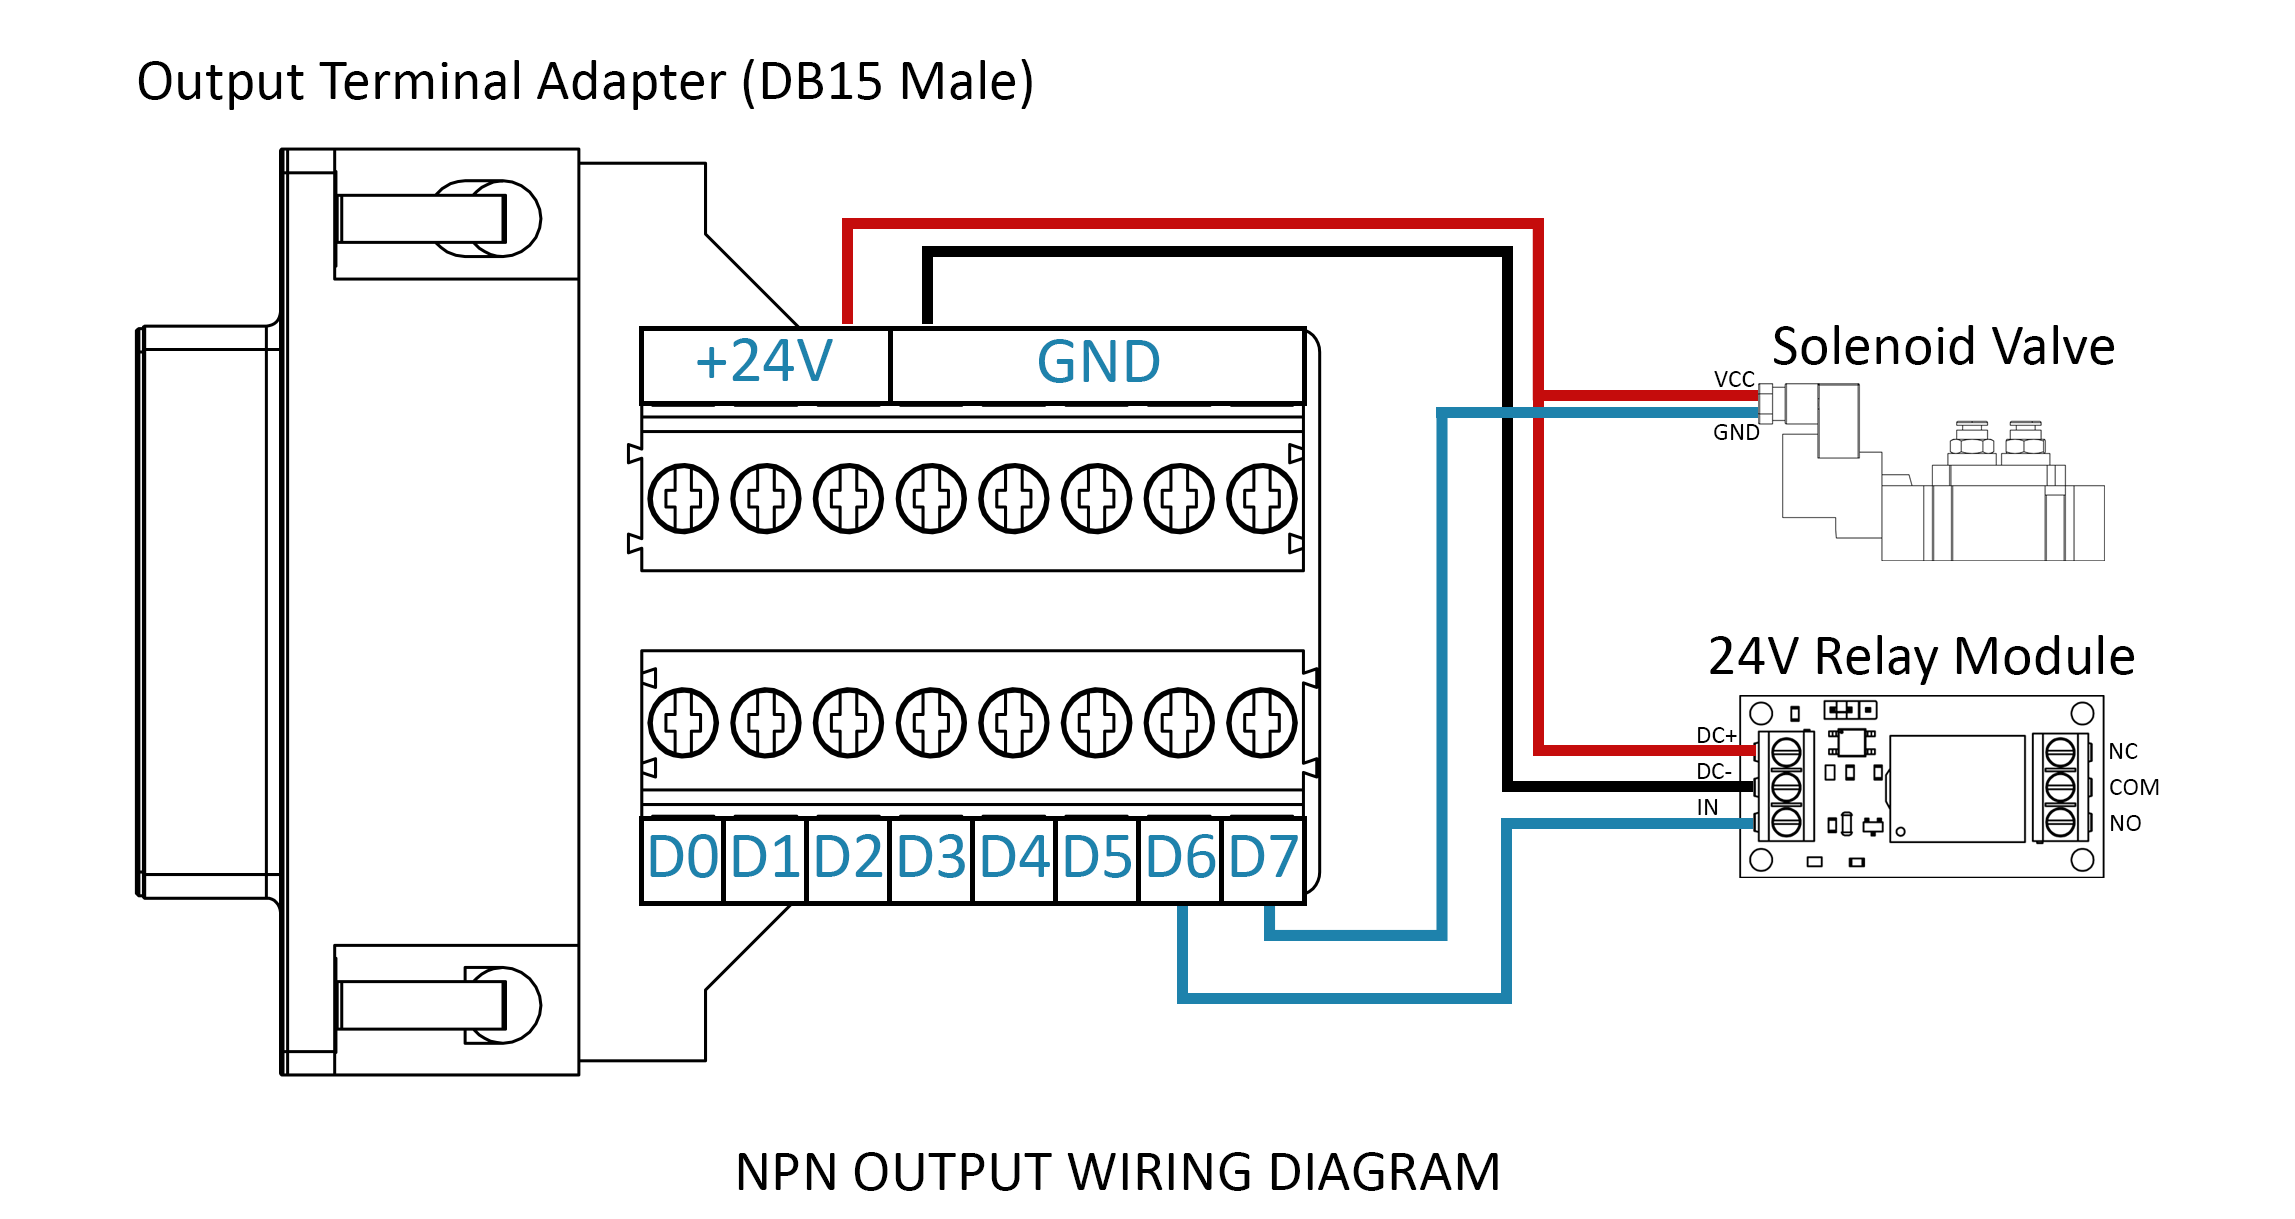 Output Terminal Adapter (DB15 Male)
+24V GND
D0 D1 D2 D3 D4 D5 D6 D7
Solenoid Valve
VCC
GND
24V Relay Module
DC+
DC-
IN
NC
COM
NO
NPN OUTPUT WIRING DIAGRAM